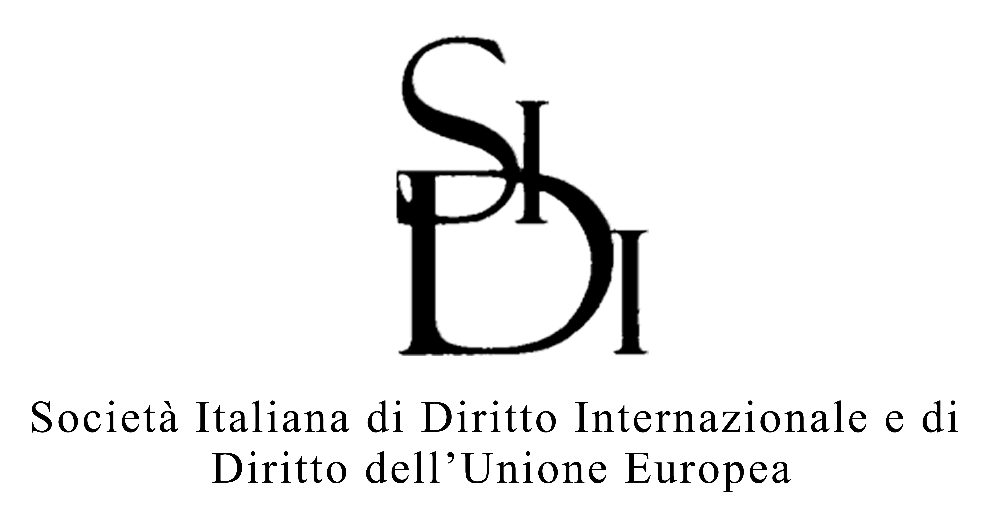 SIDI
Società Italiana di Diritto Internazionale e di
Diritto dell’Unione Europea